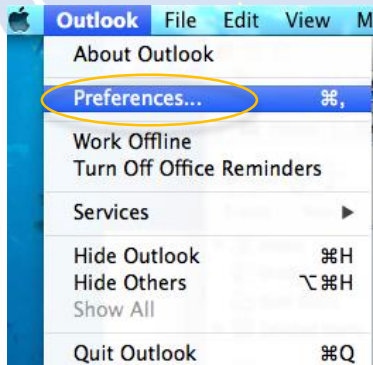 Outlook File Edit View M
About Outlook
Preferences... ⌘,
Work Offline
Turn Off Office Reminders
Services ▶
Hide Outlook ⌘H
Hide Others ⌥⌘H
Show All
Quit Outlook ⌘Q